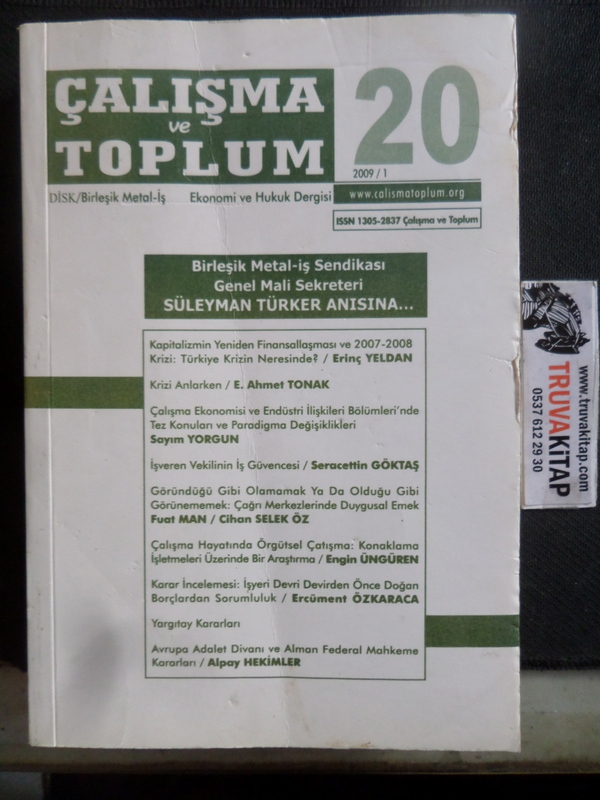 ÇALIŞMA
ve
TOPLUM
20
2009 / 1
www.calismatoplum.org
DİSK/Birleşik Metal-İş Ekonomi ve Hukuk Dergisi
ISSN 1305-2837 Çalışma ve Toplum
Birleşik Metal-iş Sendikası
Genel Mali Sekreteri
SÜLEYMAN TÜRKER ANISINA...
Kapitalizmin Yeniden Finansallaşması ve 2007-2008
Krizi: Türkiye Krizin Neresinde? / Erinç YELDAN
Krizi Anlarken / E. Ahmet TONAK
Çalışma Ekonomisi ve Endüstri İlişkileri Bölümleri'nde
Tez Konuları ve Paradigma Değişiklikleri
Sayım YORGUN
İşveren Vekilinin İş Güvencesi / Seracettin GÖKTAŞ
Göründüğü Gibi Olamamak Ya Da Olduğu Gibi
Görünememek: Çağrı Merkezlerinde Duygusal Emek
Fuat MAN / Cihan SELEK ÖZ
Çalışma Hayatında Örgütsel Çatışma: Konaklama
İşletmeleri Üzerinde Bir Araştırma / Engin ÜNGÜREN
Karar İncelemesi: İşyeri Devri Devirden Önce Doğan
Borçlardan Sorumluluk / Ercüment ÖZKARACA
Yargıtay Kararları
Avrupa Adalet Divanı ve Alman Federal Mahkeme
Kararları / Alpay HEKİMLER
www.truvakitap.com
TRUVAKİTAP
0537 612 29 30